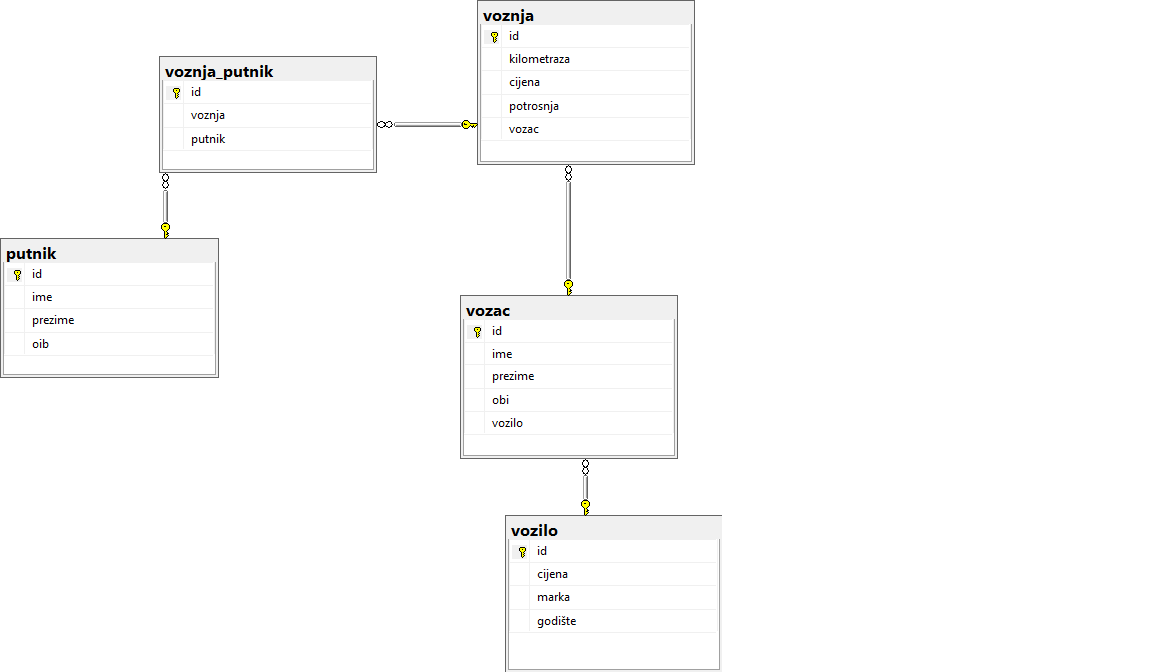 voznja
id
kilometraza
cijena
potrosnja
vozac
voznja_putnik
id
voznja
putnik
putnik
id
ime
prezime
oib
vozac
id
ime
prezime
obi
vozilo
vozilo
id
cijena
marka
godište